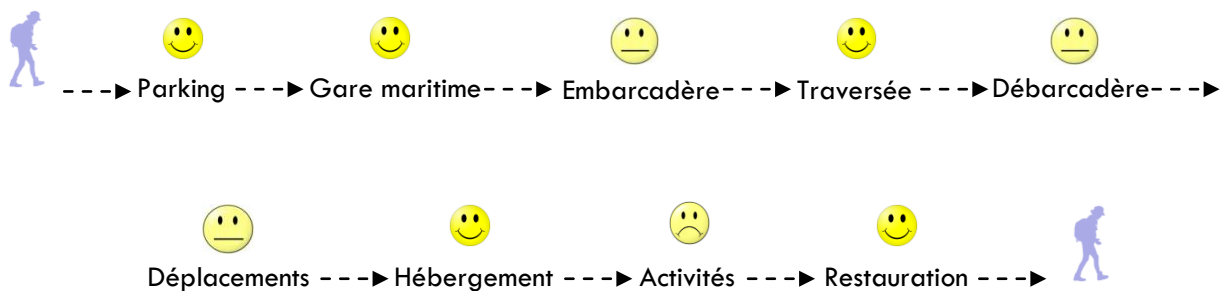 Parking Gare maritime Embarcadère Traversée Débarcadère
Déplacements Hébergement Activités Restauration